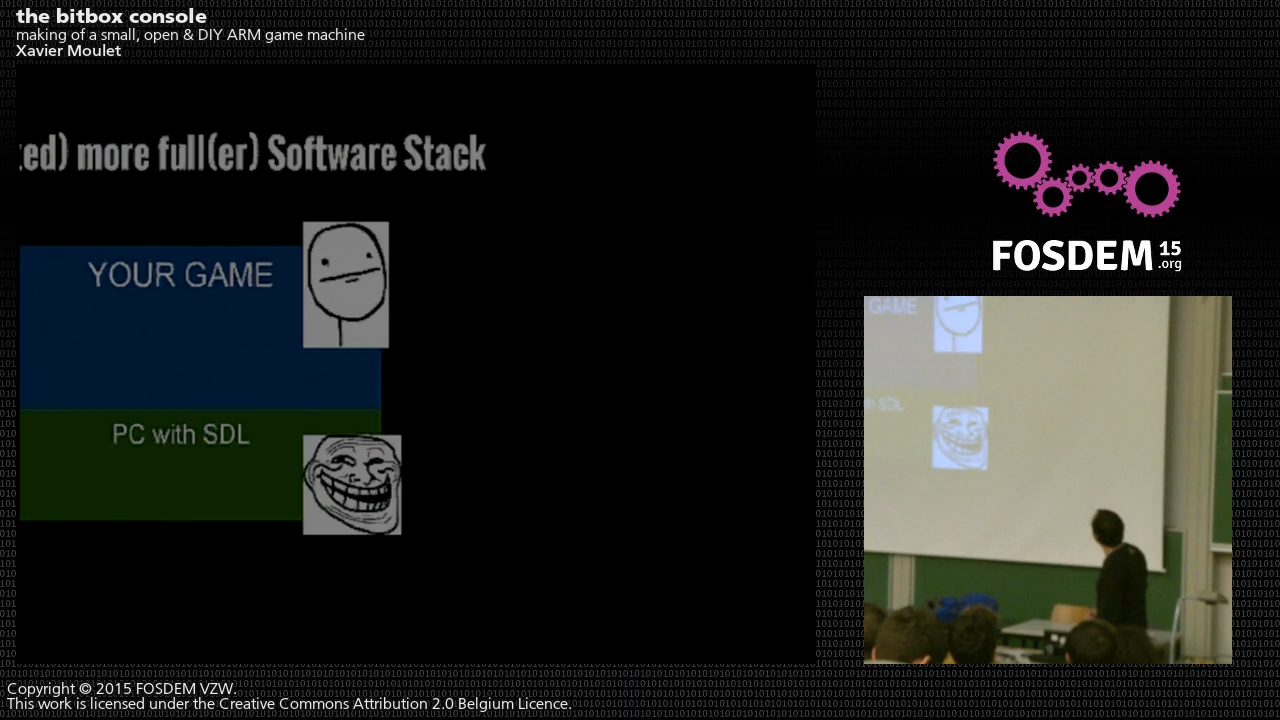 the bitbox console
making of a small, open & DIY ARM game machine
Xavier Moulet
ed) more full(er) Software Stack
YOUR GAME
PC with SDL
FOSDEM 15
.org
GAME
SDL
Copyright © 2015 FOSDEM VZW.
This work is licensed under the Creative Commons Attribution 2.0 Belgium Licence.